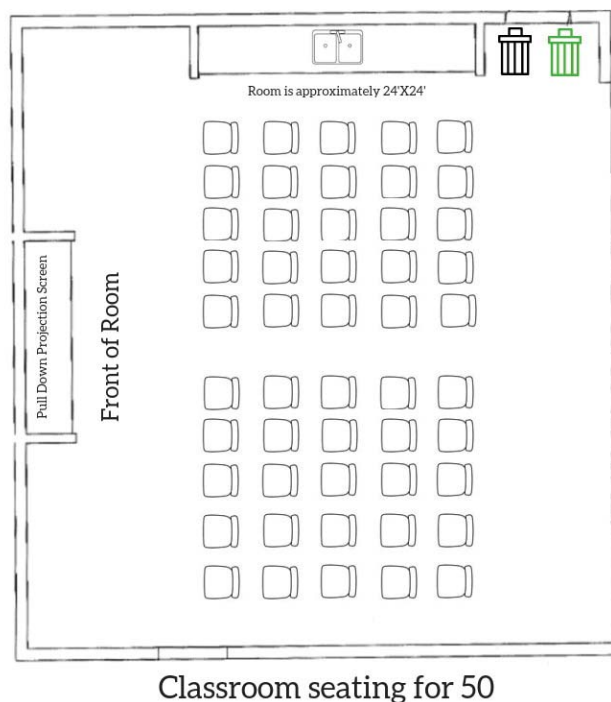 Room is approximately 24'X24'
Pull Down Projection Screen
Front of Room
Classroom seating for 50